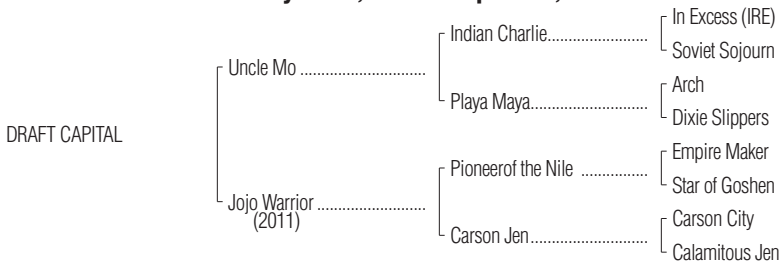 In Excess (IRE)
Indian Charlie
Soviet Sojourn
Uncle Mo
Arch
Playa Maya
Dixie Slippers
DRAFT CAPITAL
Empire Maker
Pioneerof the Nile
Star of Goshen
Jojo Warrior
(2011)
Carson City
Carson Jen
Calamitous Jen